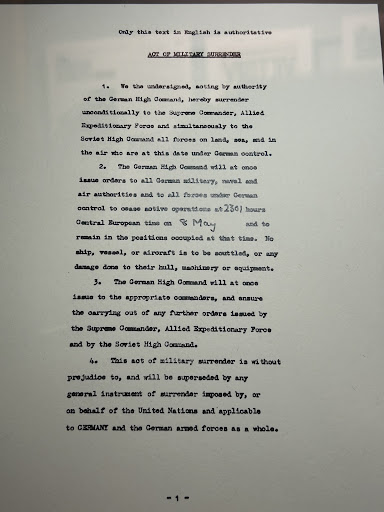 Only this text in English is authoritative
ACT OF MILITARY SURRENDER
1. We the undersigned, acting by authority
of the German High Command, hereby surrender
unconditionally to the Supreme Commander, Allied
Expeditionary Force and simultaneously to the
Soviet High Command all forces on land, sea, and in
the air who are at this date under German control.
2. The German High Command will at once
issue orders to all German military, naval and
air authorities and to all forces under German
control to cease active operations at 2301 hours
Central European time on 8 May and to
remain in the positions occupied at that time. No
ship, vessel, or aircraft is to be scuttled, or any
damage done to their hull, machinery or equipment.
3. The German High Command will at once
issue to the appropriate commanders, and ensure
the carrying out of any further orders issued by
the Supreme Commander, Allied Expeditionary Force
and by the Soviet High Command.
4. This act of military surrender is without
prejudice to, and will be superseded by any
general instrument of surrender imposed by, or
on behalf of the United Nations and applicable
to GERMANY and the German armed forces as a whole.
- 1 -